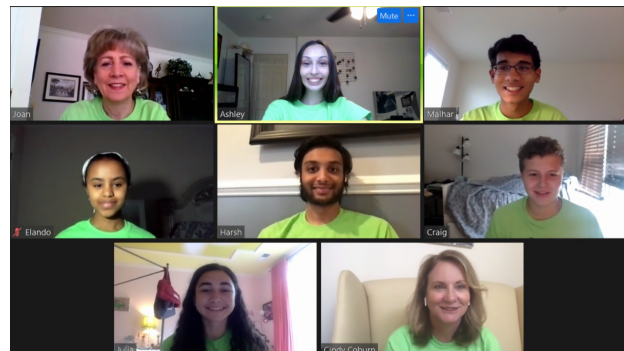 Mute ...
Joan
Ashley
Malhar
Elando
Harsh
Craig
Julia
Cindy Coburn